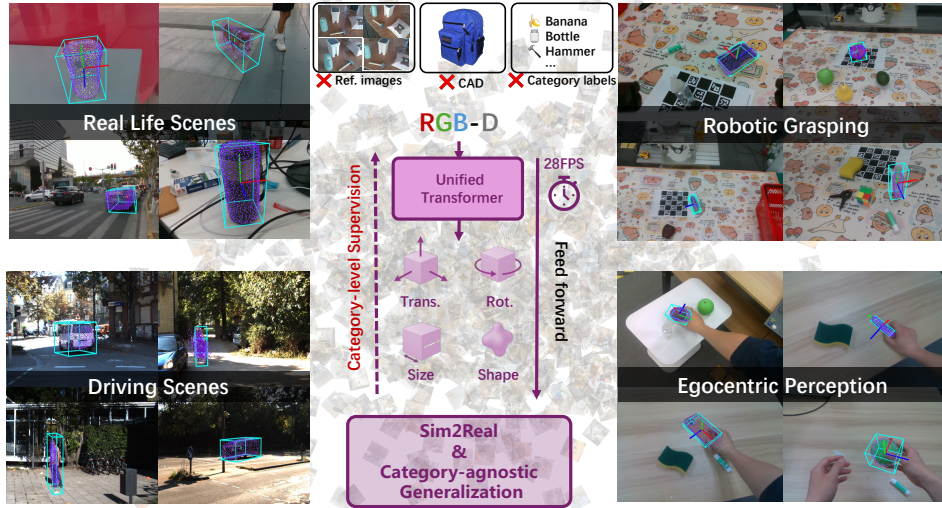 Real Life Scenes
Driving Scenes
Banana
Bottle
Hammer
...
Ref. images
CAD
Category labels
RGB-D
Unified
Transformer
28FPS
Category-level Supervision
Feed forward
Trans.
Rot.
Size
Shape
Sim2Real
&
Category-agnostic
Generalization
Robotic Grasping
Egocentric Perception